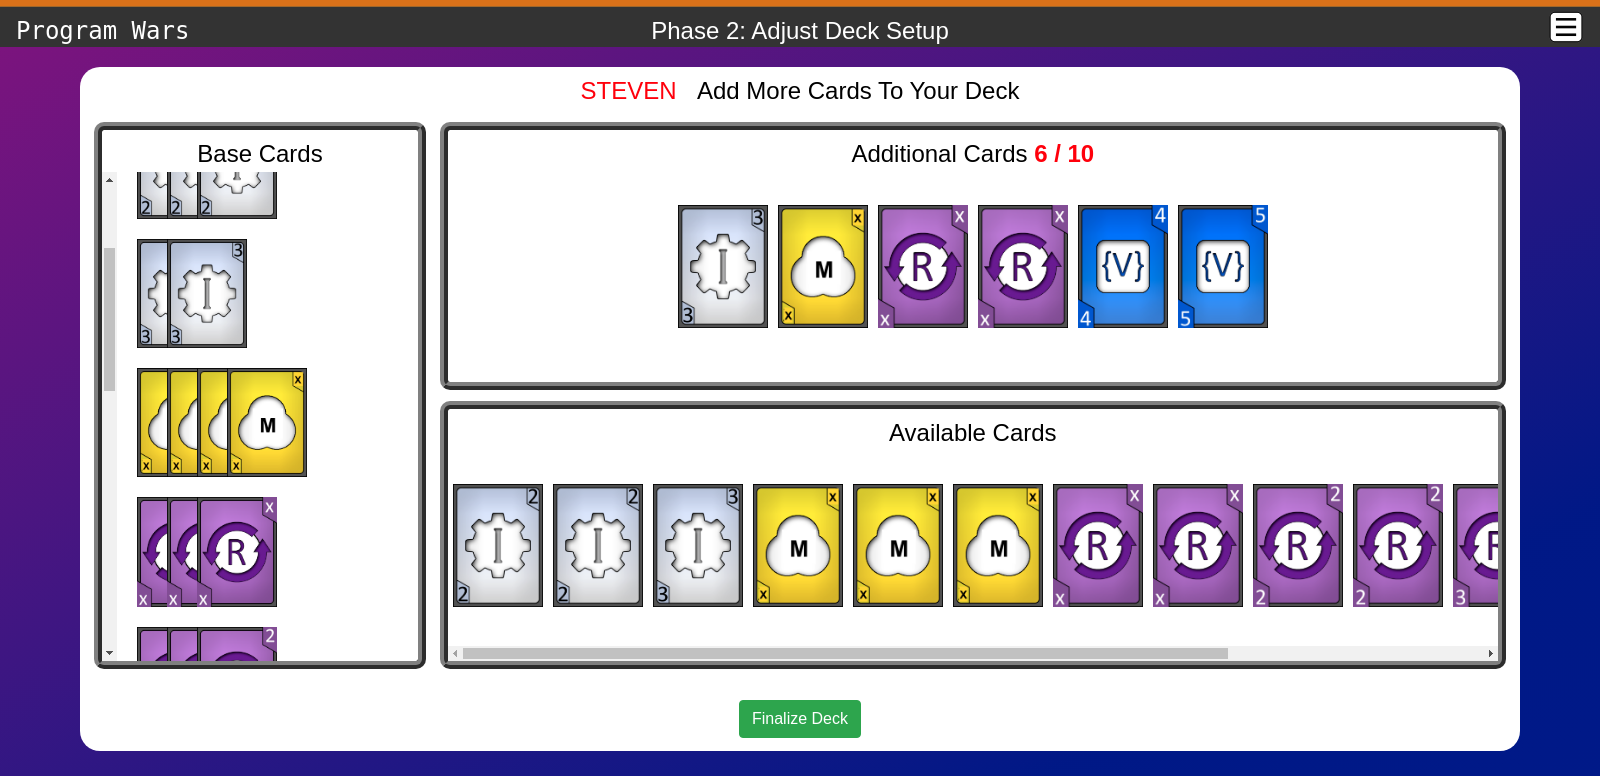 Program Wars
Phase 2: Adjust Deck Setup
STEVEN Add More Cards To Your Deck
Base Cards
2 2 2
3
I
3 3
x
M
x x x x
x
R
x x x
2
Additional Cards 6 / 10
3 x x x 4 5
I M R R {V} {V}
3 x x x 4 5
Available Cards
2 2 3 x x x x x 2 2
I I I M M M R R R R R
2 2 3 x x x x x 2 2 3
Finalize Deck